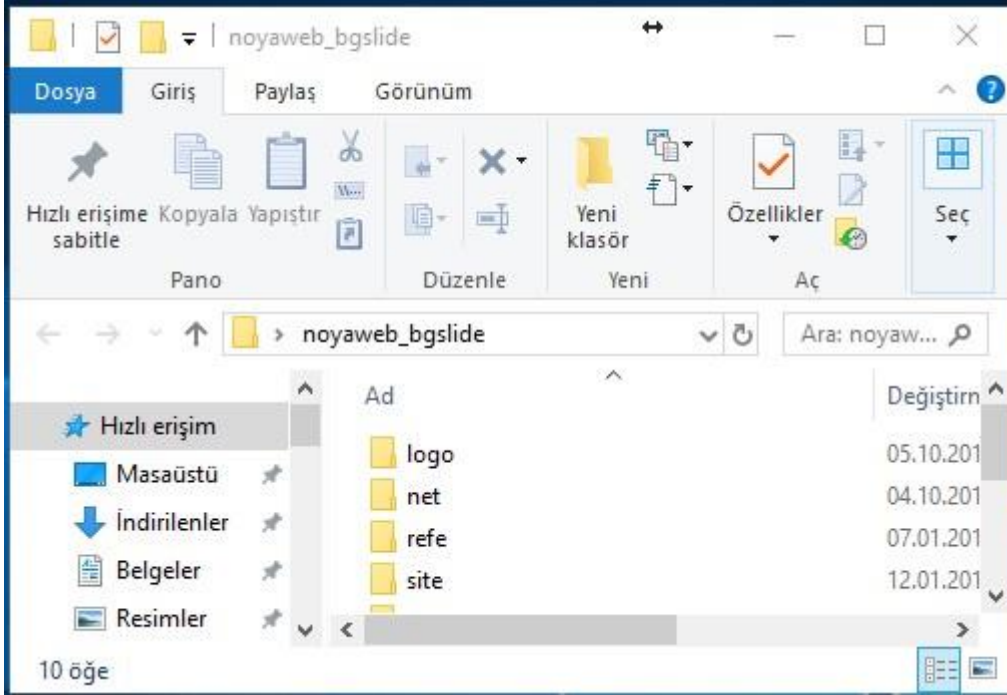 noyaweb_bgslide
Dosya Giriş Paylaş Görünüm
Hızlı erişime sabitle
Kopyala
Yapıştır
Yeni klasör
Özellikler
Seç
Pano Düzenle Yeni Aç
noyaweb_bgslide
Ara: noyaw...
Ad Değiştirn
Hızlı erişim
Masaüstü
İndirilenler
Belgeler
Resimler
logo 05.10.201
net 04.10.201
refe 07.01.201
site 12.01.201
10 öğe